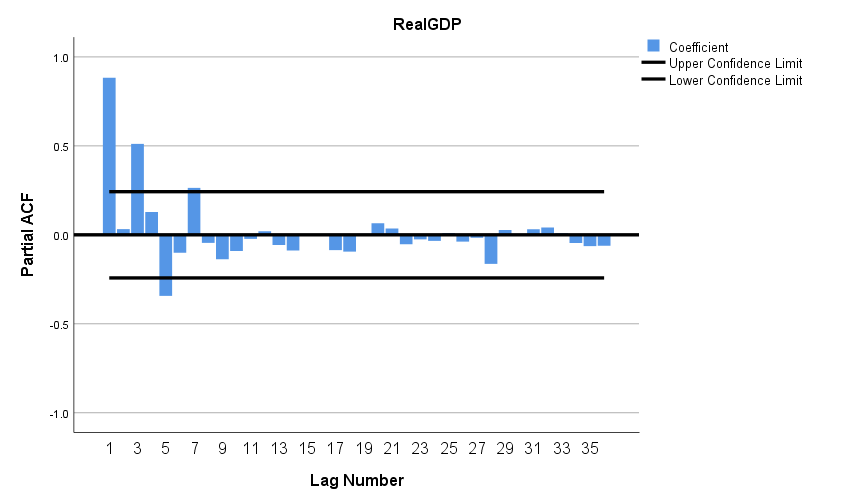 RealGDP
Coefficient
Upper Confidence Limit
Lower Confidence Limit
Partial ACF
1.0
0.5
0.0
-0.5
-1.0
1 3 5 7 9 11 13 15 17 19 21 23 25 27 29 31 33 35
Lag Number